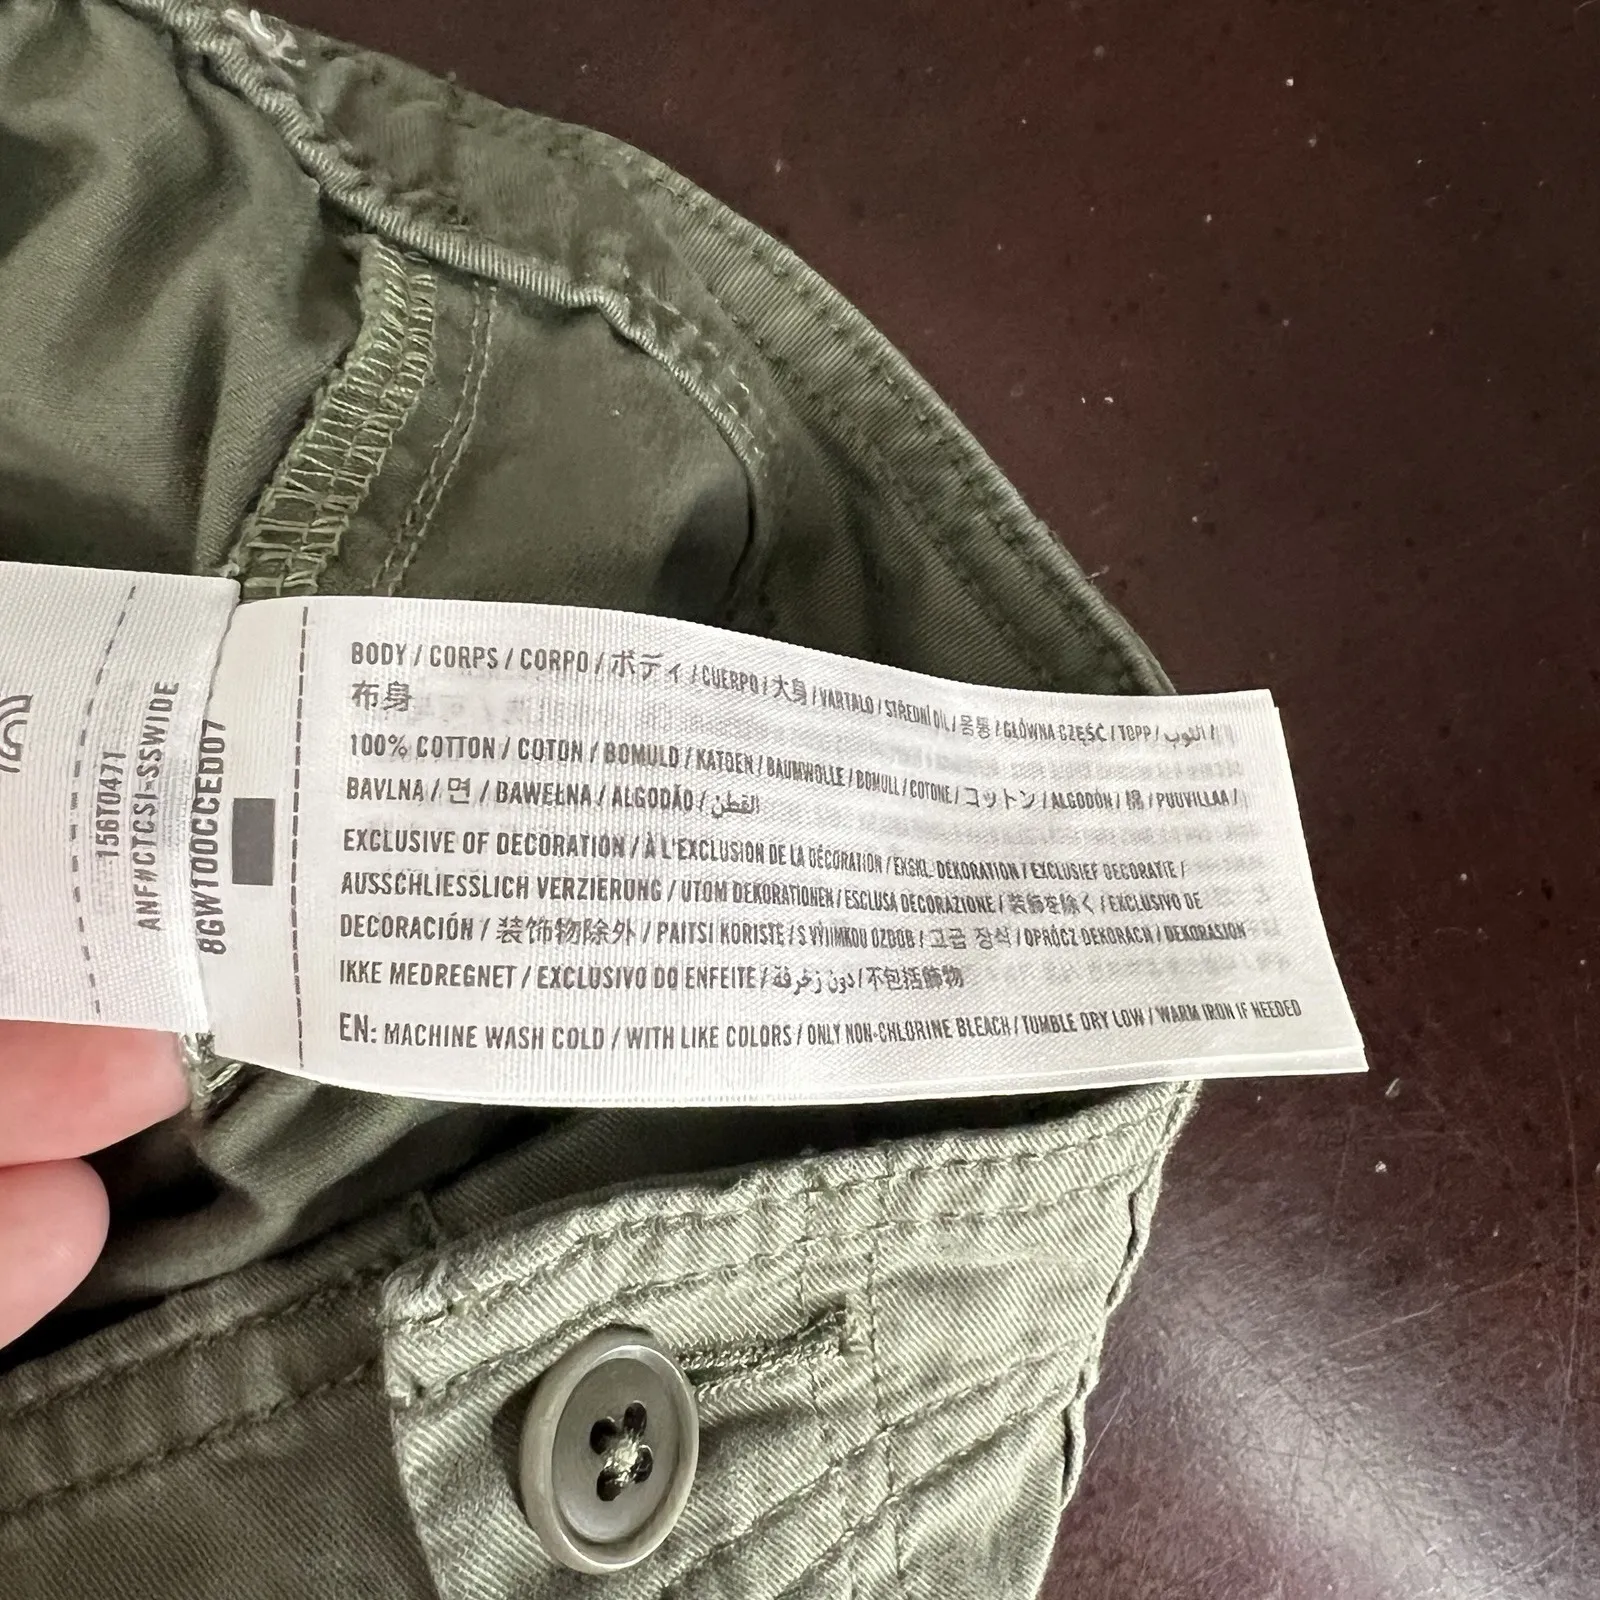 BODY / CORPS / CORPO / ボディ / CUERPO / 大身 / VARTALO / STŘEDNÍ DÍL / 몸통 / GŁÓWNA CZĘŚĆ / TOPP / الثوب /
布身
100% COTTON / COTON / BOMULD / KATOEN / BAUMWOLLE / BOMULL / COTONE / コットン / ALGODÓN / 棉 / PUUVILLAA /
BAVLNA / 면 / BAWEŁNA / ALGODÃO / القطن
EXCLUSIVE OF DECORATION / À L'EXCLUSION DE LA DÉCORATION / EKSKL. DEKORATION / EXCLUSIEF DECORATIE /
AUSSCHLIESSLICH VERZIERUNG / UTOM DEKORATIONEN / ESCLUSA DECORAZIONE / 装飾を除く / EXCLUSIVO DE
DECORACIÓN / 装饰物除外 / PAITSI KORISTE / S VÝJIMKOU OZDOB / 고급 장식 / OPRÓCZ DEKORACJI / DEKORASJON
IKKE MEDREGNET / EXCLUSIVO DO ENFEITE / دون زخرفة / 不包括飾物
EN: MACHINE WASH COLD / WITH LIKE COLORS / ONLY NON-CHLORINE BLEACH / TUMBLE DRY LOW / WARM IRON IF NEEDED
156T0471
ANF#CTCSI-SSWIDE
8GWT00CCED07